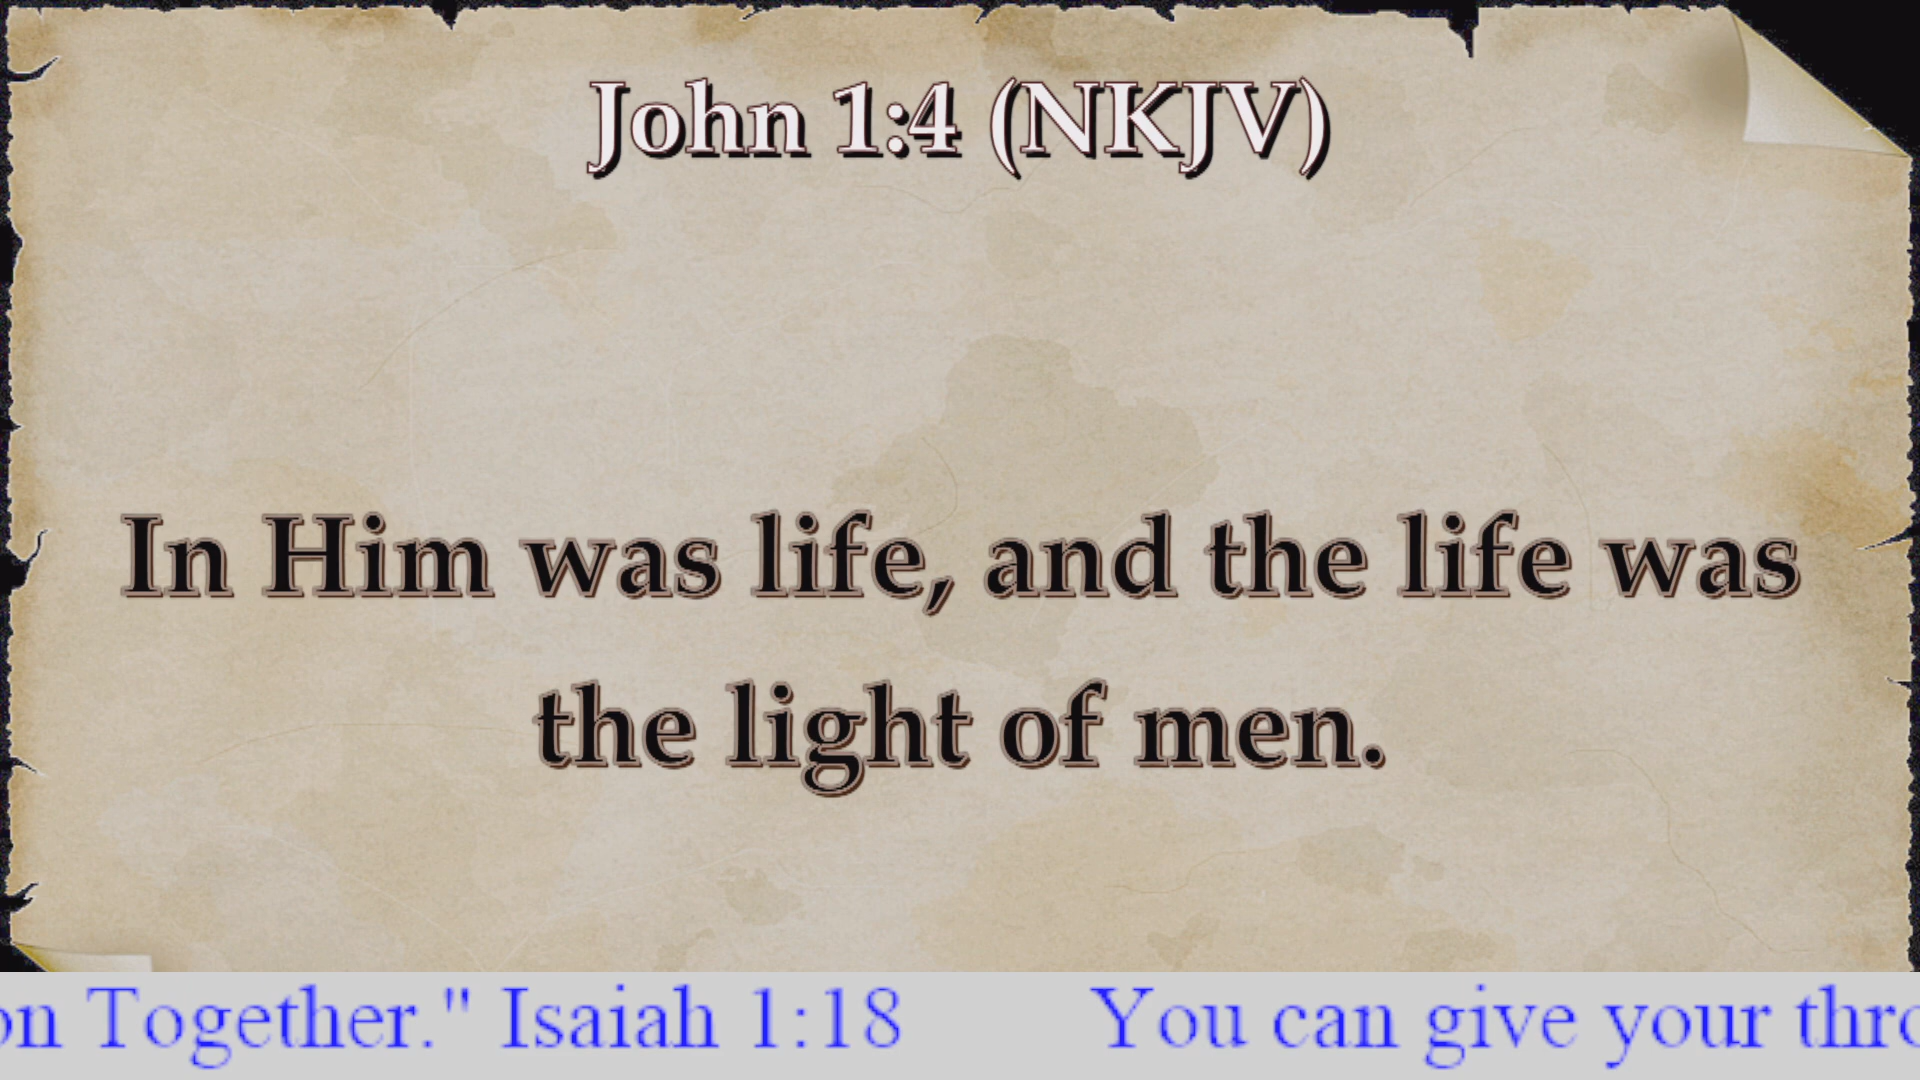 John 1:4 (NKJV)
In Him was life, and the life was
the light of men.
Together." Isaiah 1:18 You can give your